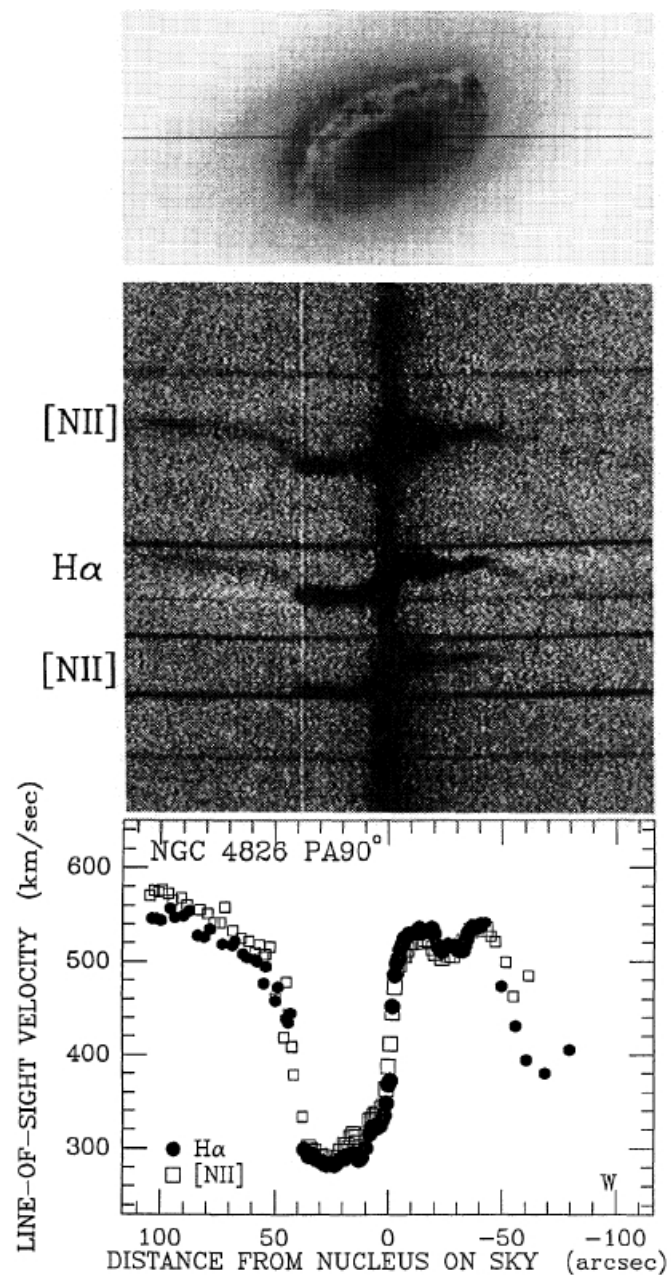 [NII]
Hα
[NII]
LINE-OF-SIGHT VELOCITY (km/sec)
NGC 4826 PA90°
600
500
400
300
Hα
[NII]
W
100 50 0 -50 -100
DISTANCE FROM NUCLEUS ON SKY (arcsec)